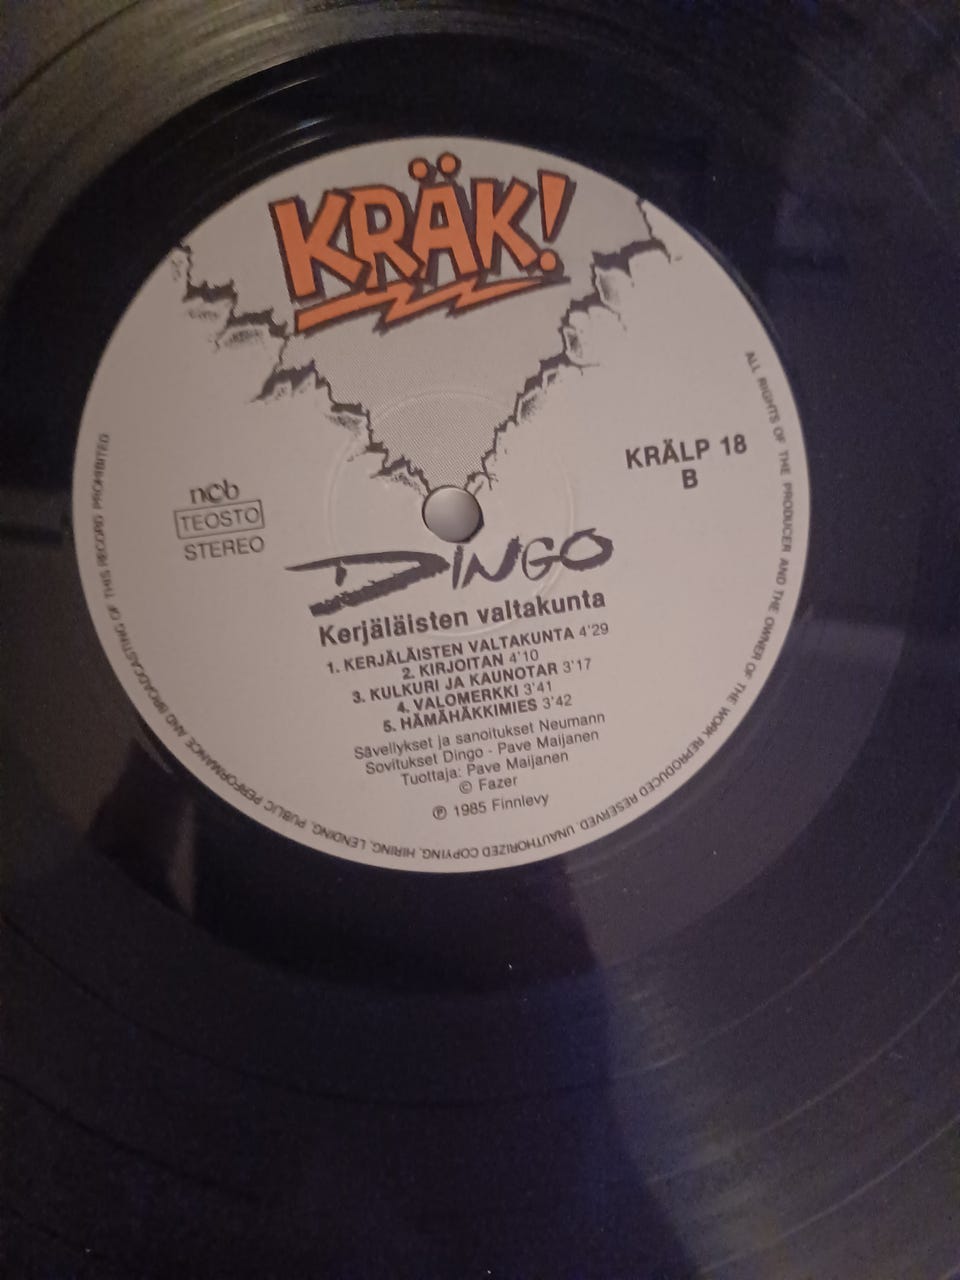 KRÄK!
KRÄLP 18
B
ncb
TEOSTO
STEREO
DINGO
Kerjäläisten valtakunta
1. KERJÄLÄISTEN VALTAKUNTA 4'29
2. KIRJOITAN 4'10
3. KULKURI JA KAUNOTAR 3'17
4. VALOMERKKI 3'41
5. HÄMÄHÄKKIMIES 3'42
Sävellykset ja sanoitukset Neumann
Sovitukset Dingo - Pave Maijanen
Tuottaja: Pave Maijanen
© Fazer
℗ 1985 Finnlevy
ALL RIGHTS OF THE PRODUCER AND THE OWNER OF THE WORK REPRODUCED RESERVED. UNAUTHORIZED COPYING, HIRING, LENDING, PUBLIC PERFORMANCE AND BROADCASTING OF THIS RECORD PROHIBITED